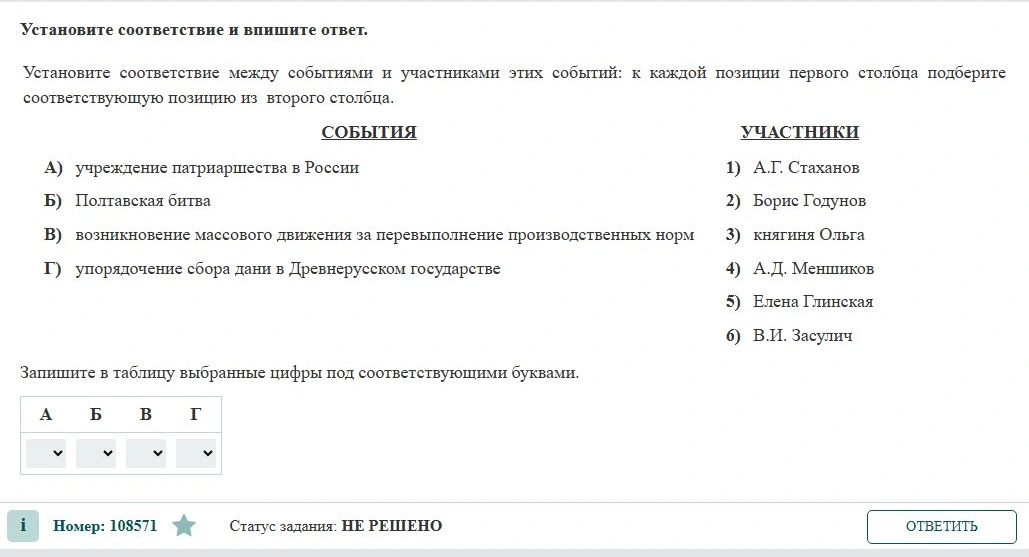 Установите соответствие и впишите ответ.
Установите соответствие между событиями и участниками этих событий: к каждой позиции первого столбца подберите
соответствующую позицию из второго столбца.
СОБЫТИЯ
УЧАСТНИКИ
А) учреждение патриаршества в России
1) А.Г. Стаханов
Б) Полтавская битва
2) Борис Годунов
В) возникновение массового движения за перевыполнение производственных норм
3) княгиня Ольга
Г) упорядочение сбора дани в Древнерусском государстве
4) А.Д. Меншиков
5) Елена Глинская
6) В.И. Засулич
Запишите в таблицу выбранные цифры под соответствующими буквами.
А Б В Г
i Номер: 108571 Статус задания: НЕ РЕШЕНО ОТВЕТИТЬ